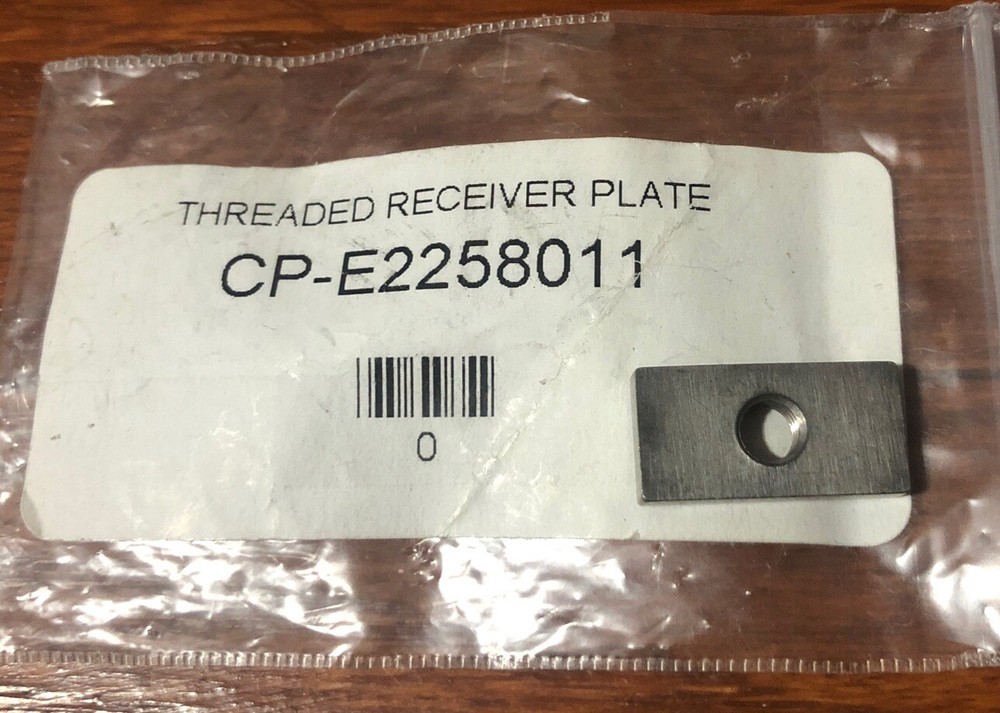 THREADED RECEIVER PLATE
CP-E2258011
0